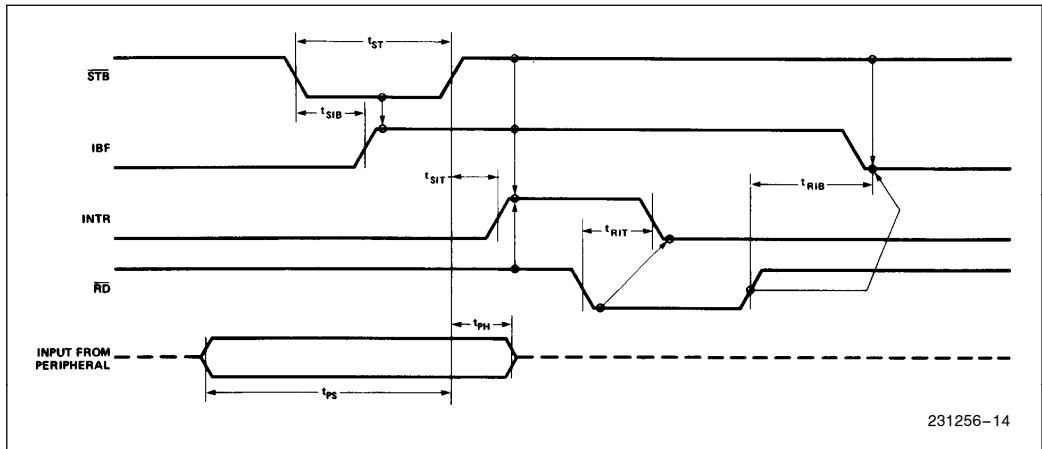 tST
STB
tSIB
IBF
tSIT
tRIB
INTR
tRIT
RD
tPH
INPUT FROM
PERIPHERAL
tPS
231256–14